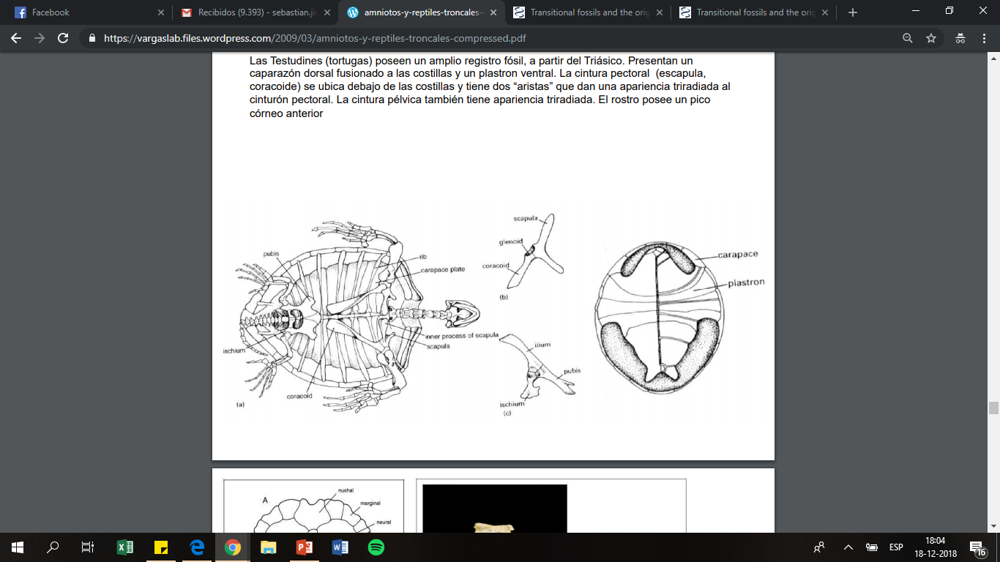 Facebook
Recibidos (9.393) - sebastian.jir
amniotos-y-reptiles-troncales-
Transitional fossils and the orig
Transitional fossils and the orig
https://vargaslab.files.wordpress.com/2009/03/amniotos-y-reptiles-troncales-compressed.pdf
Las Testudines (tortugas) poseen un amplio registro fósil, a partir del Triásico. Presentan un
caparazón dorsal fusionado a las costillas y un plastron ventral. La cintura pectoral (escapula,
coracoide) se ubica debajo de las costillas y tiene dos “aristas” que dan una apariencia triradiada al
cinturón pectoral. La cintura pélvica también tiene apariencia triradiada. El rostro posee un pico
córneo anterior
pubis
rib
carapace plate
inner process of scapula
scapula
ischium
coracoid
(a)
scapula
glenoid
coracoid
(b)
ilium
pubis
ischium
(c)
carapace
plastron
A
nuchal
marginal
neural
ESP
18:04
18-12-2018
16